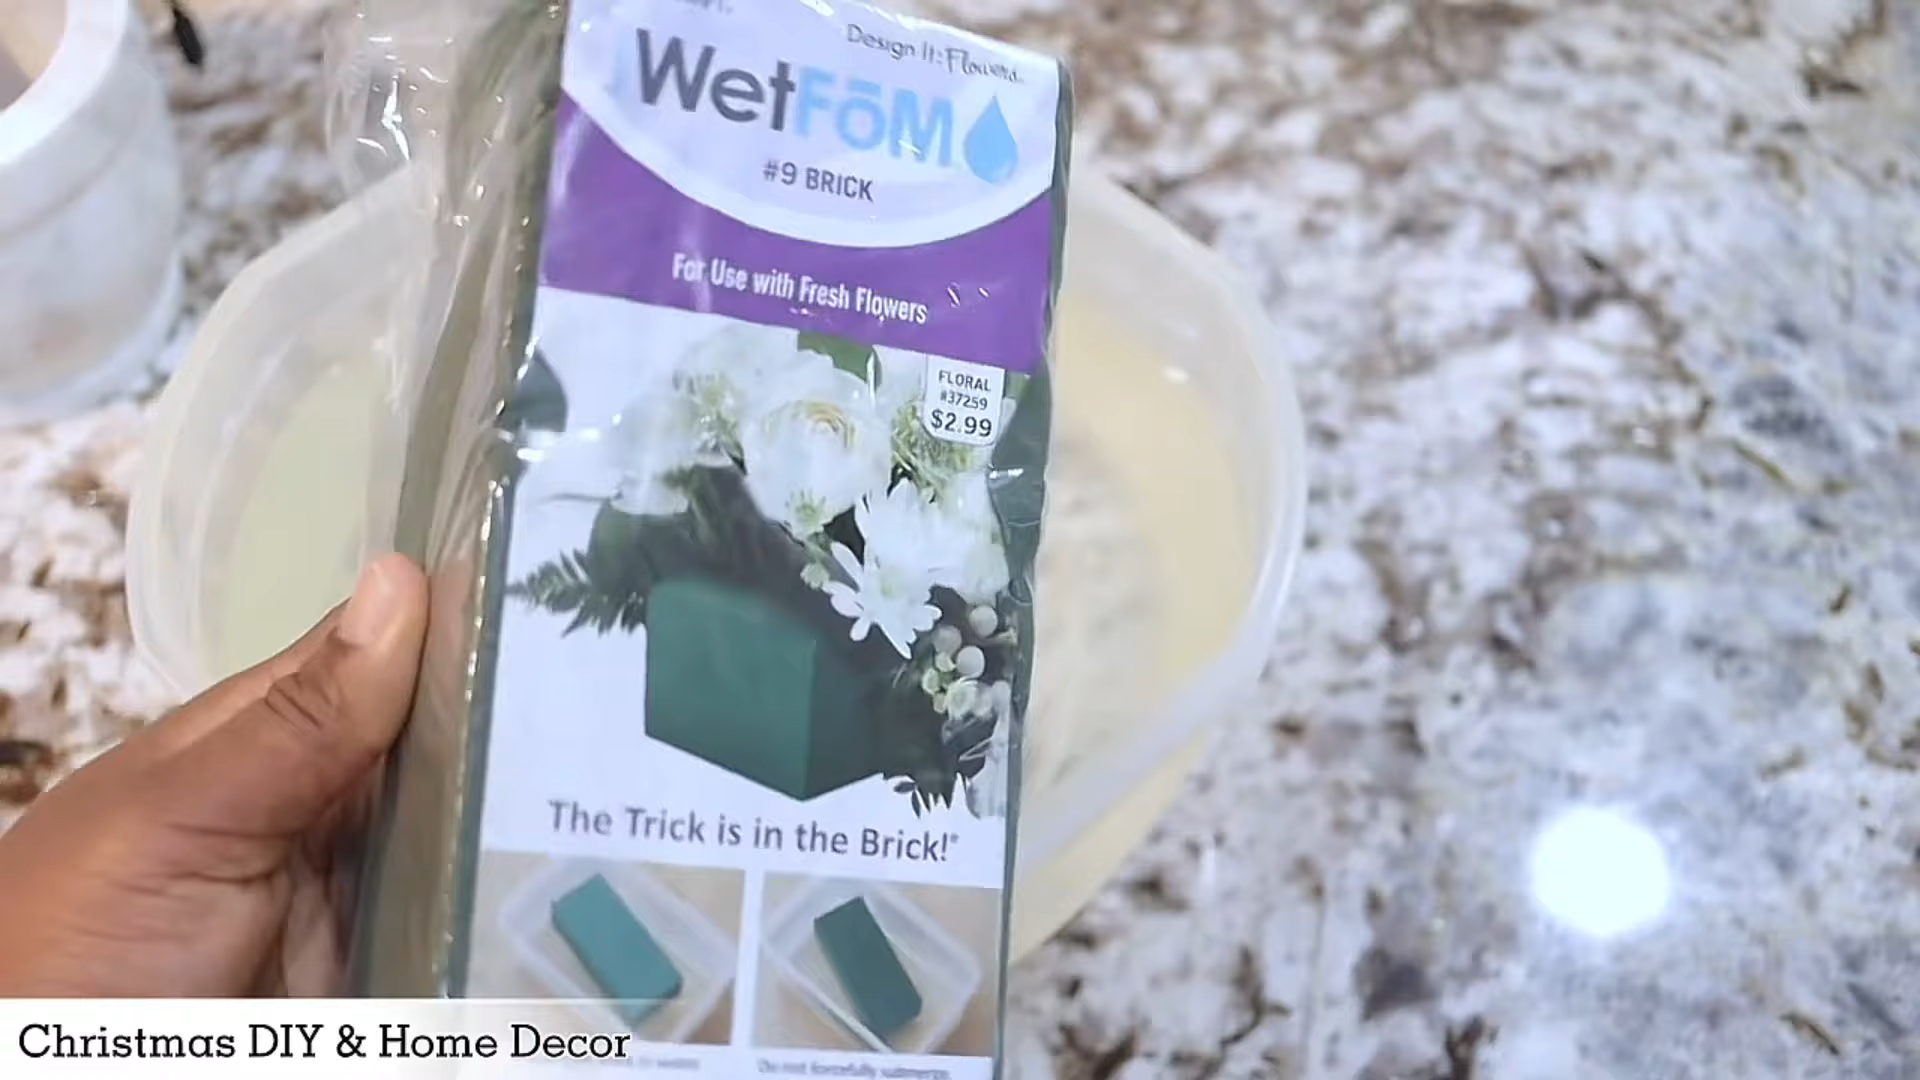 Design It: Flowers
WetFōM
#9 BRICK
For Use with Fresh Flowers
FLORAL
#37259
$2.99
The Trick is in the Brick!®
Do not forcefully submerge.
Christmas DIY & Home Decor